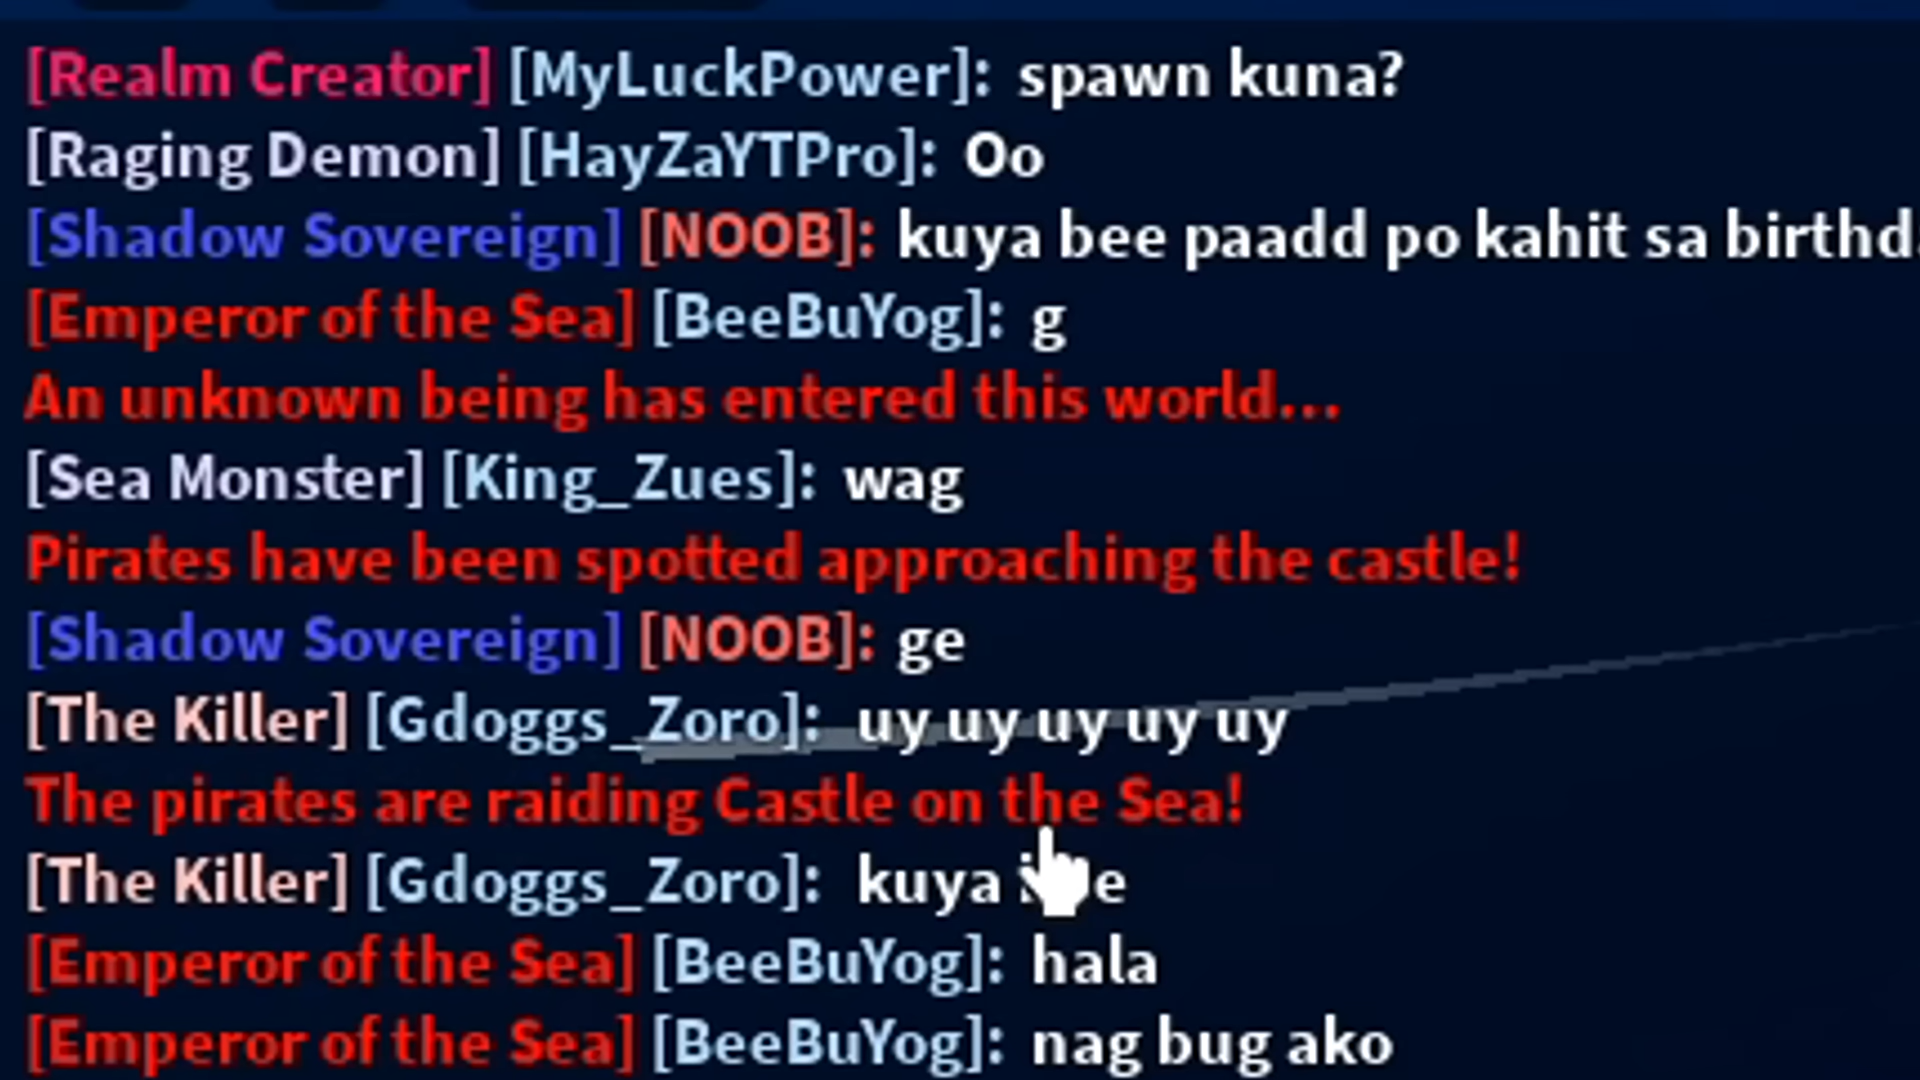 [Realm Creator] [MyLuckPower]: spawn kuna?
[Raging Demon] [HayZaYTPro]: Oo
[Shadow Sovereign] [NOOB]: kuya bee paadd po kahit sa
[Emperor of the Sea] [BeeBuYog]: g
An unknown being has entered this world...
[Sea Monster] [King_Zues]: wag
Pirates have been spotted approaching the castle!
[Shadow Sovereign] [NOOB]: ge
[The Killer] [Gdoggs_Zoro]: uy uy uy uy uy
The pirates are raiding Castle on the Sea!
[The Killer] [Gdoggs_Zoro]: kuya
[Emperor of the Sea] [BeeBuYog]: hala
[Emperor of the Sea] [BeeBuYog]: nag bug ako